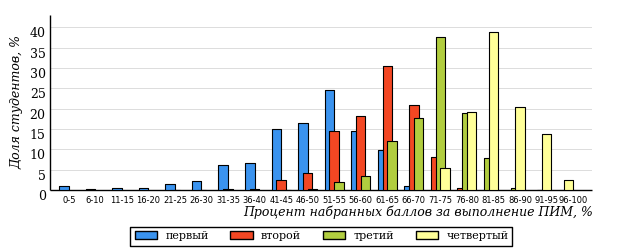 Доля студентов, %
40
35
30
25
20
15
10
5
0
0-5 6-10 11-15 16-20 21-25 26-30 31-35 36-40 41-45 46-50 51-55 56-60 61-65 66-70 71-75 76-80 81-85 86-90 91-95 96-100
Процент набранных баллов за выполнение ПИМ, %
первый второй третий четвертый